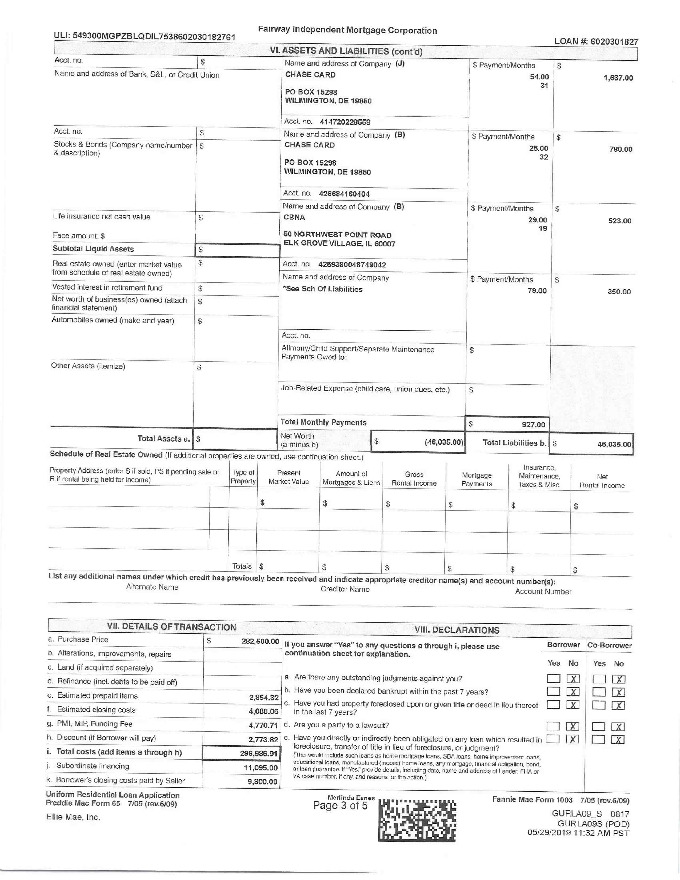 Fairway Independent Mortgage Corporation
ULI: 549300MGPZBLQDIL7538602030182761
LOAN #: 6020301827
VI. ASSETS AND LIABILITIES (cont'd)
Acct. no. $
Name and address of Bank, S&L, or Credit Union
Name and address of Company (J)
CHASE CARD
PO BOX 15298
WILMINGTON, DE 19850
Acct. no. 414720229559
$ Payment/Months $
54.00 1,637.00
31
Acct. no. $
Stocks & Bonds (Company name/number $
& description)
Name and address of Company (B)
CHASE CARD
PO BOX 15298
WILMINGTON, DE 19850
Acct. no. 426684160404
$ Payment/Months $
25.00 790.00
32
Life insurance net cash value $
Face amount: $
Subtotal Liquid Assets $
Name and address of Company (B)
CBNA
50 NORTHWEST POINT ROAD
ELK GROVE VILLAGE, IL 60007
Acct. no. 4269380048749042
$ Payment/Months $
29.00 523.00
19
Real estate owned (enter market value $
from schedule of real estate owned)
Vested interest in retirement fund $
Net worth of business(es) owned (attach $
financial statement)
Automobiles owned (make and year) $
Name and address of Company
*See Sch Of Liabilities
Acct. no.
$ Payment/Months $
79.00 350.00
Other Assets (itemize) $
Alimony/Child Support/Separate Maintenance $
Payments Owed to:
Job-Related Expense (child care, union dues, etc.) $
Total Monthly Payments $ 927.00
Total Assets a. $
Net Worth $ (46,035.00)
(a minus b)
Total Liabilities b. $ 46,035.00
Schedule of Real Estate Owned (If additional properties are owned, use continuation sheet.)
Property Address (enter S if sold, PS if pending sale or
R if rental being held for income)
Type of
Property
Present
Market Value
Amount of
Mortgages & Liens
Gross
Rental Income
Mortgage
Payments
Insurance,
Maintenance,
Taxes & Misc.
Net
Rental Income
$ $ $ $ $ $
Totals $ $ $ $ $ $
List any additional names under which credit has previously been received and indicate appropriate creditor name(s) and account number(s):
Alternate Name Creditor Name Account Number
VII. DETAILS OF TRANSACTION
a. Purchase Price $ 282,500.00
b. Alterations, improvements, repairs
c. Land (if acquired separately)
d. Refinance (incl. debts to be paid off)
e. Estimated prepaid items 2,854.32
f. Estimated closing costs
g. PMI, MIP, Funding Fee 4,770.71
h. Discount (if Borrower will pay) 2,773.82
i. Total costs (add items a through h)
j. Subordinate financing 11,095.00
k. Borrower's closing costs paid by Seller
VIII. DECLARATIONS
If you answer "Yes" to any questions a through i, please use
continuation sheet for explanation.
Borrower Co-Borrower
Yes No Yes No
a. Are there any outstanding judgments against you? X X
b. Have you been declared bankrupt within the past 7 years? X X
c. Have you had property foreclosed upon or given title or deed in lieu thereof X X
in the last 7 years?
d. Are you a party to a lawsuit? X X
e. Have you directly or indirectly been obligated on any loan which resulted in X X
foreclosure, transfer of title in lieu of foreclosure, or judgment?
(This would include such loans as home mortgage loans, SBA loans, home improvement loans,
educational loans, manufactured (mobile) home loans, any mortgage, financial obligation, bond,
or loan guarantee. If "Yes," provide details, including date, name and address of Lender, FHA or
VA case number, if any, and reasons for the action.)
Uniform Residential Loan Application
Freddie Mac Form 65 7/05 (rev.6/09)
Ellie Mae, Inc.
Page 3 of 5
Fannie Mae Form 1003 7/05 (rev.6/09)
GURLA09_S 0817
GURLA09S (POD)
05/29/2019 11:32 AM PST